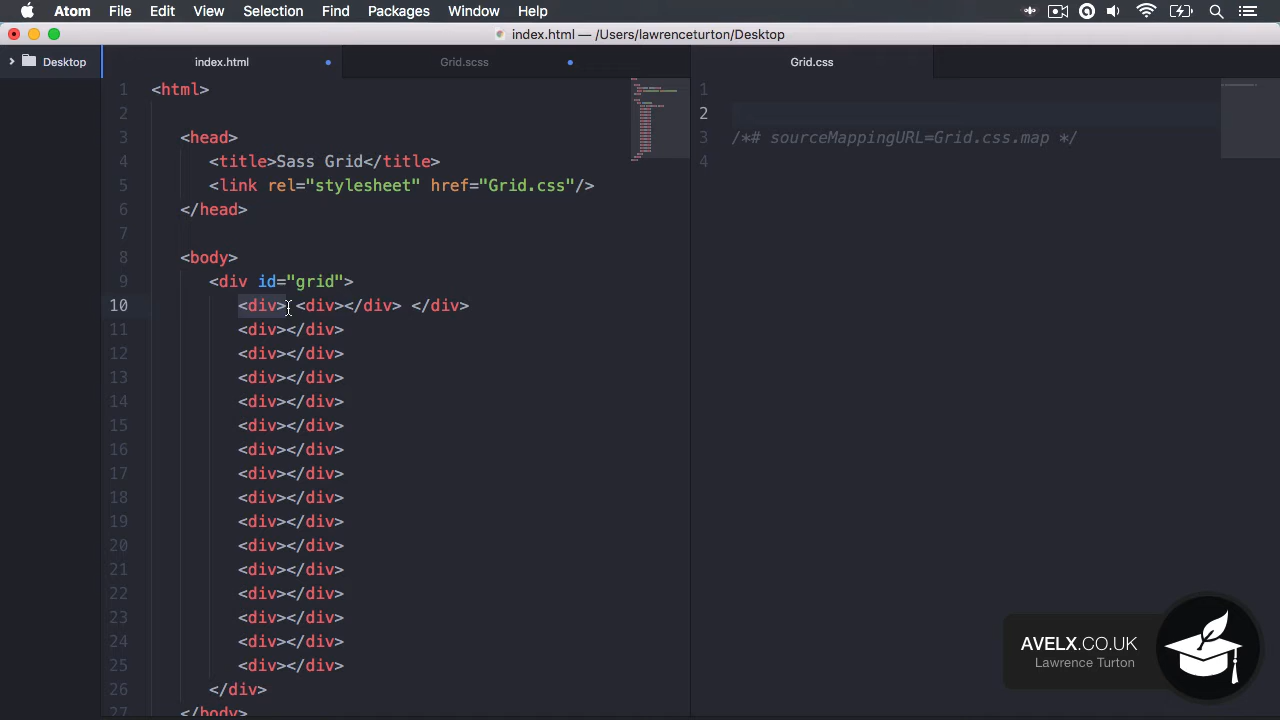 Atom File Edit View Selection Find Packages Window Help
index.html — /Users/lawrenceturton/Desktop
Desktop
index.html
Grid.scss
Grid.css
1 <html>
2
3 <head>
4 <title>Sass Grid</title>
5 <link rel="stylesheet" href="Grid.css"/>
6 </head>
7
8 <body>
9 <div id="grid">
10 <div> <div></div> </div>
11 <div></div>
12 <div></div>
13 <div></div>
14 <div></div>
15 <div></div>
16 <div></div>
17 <div></div>
18 <div></div>
19 <div></div>
20 <div></div>
21 <div></div>
22 <div></div>
23 <div></div>
24 <div></div>
25 <div></div>
26 </div>
27 </body>
1
2
3 /*# sourceMappingURL=Grid.css.map */
4
AVELX.CO.UK
Lawrence Turton